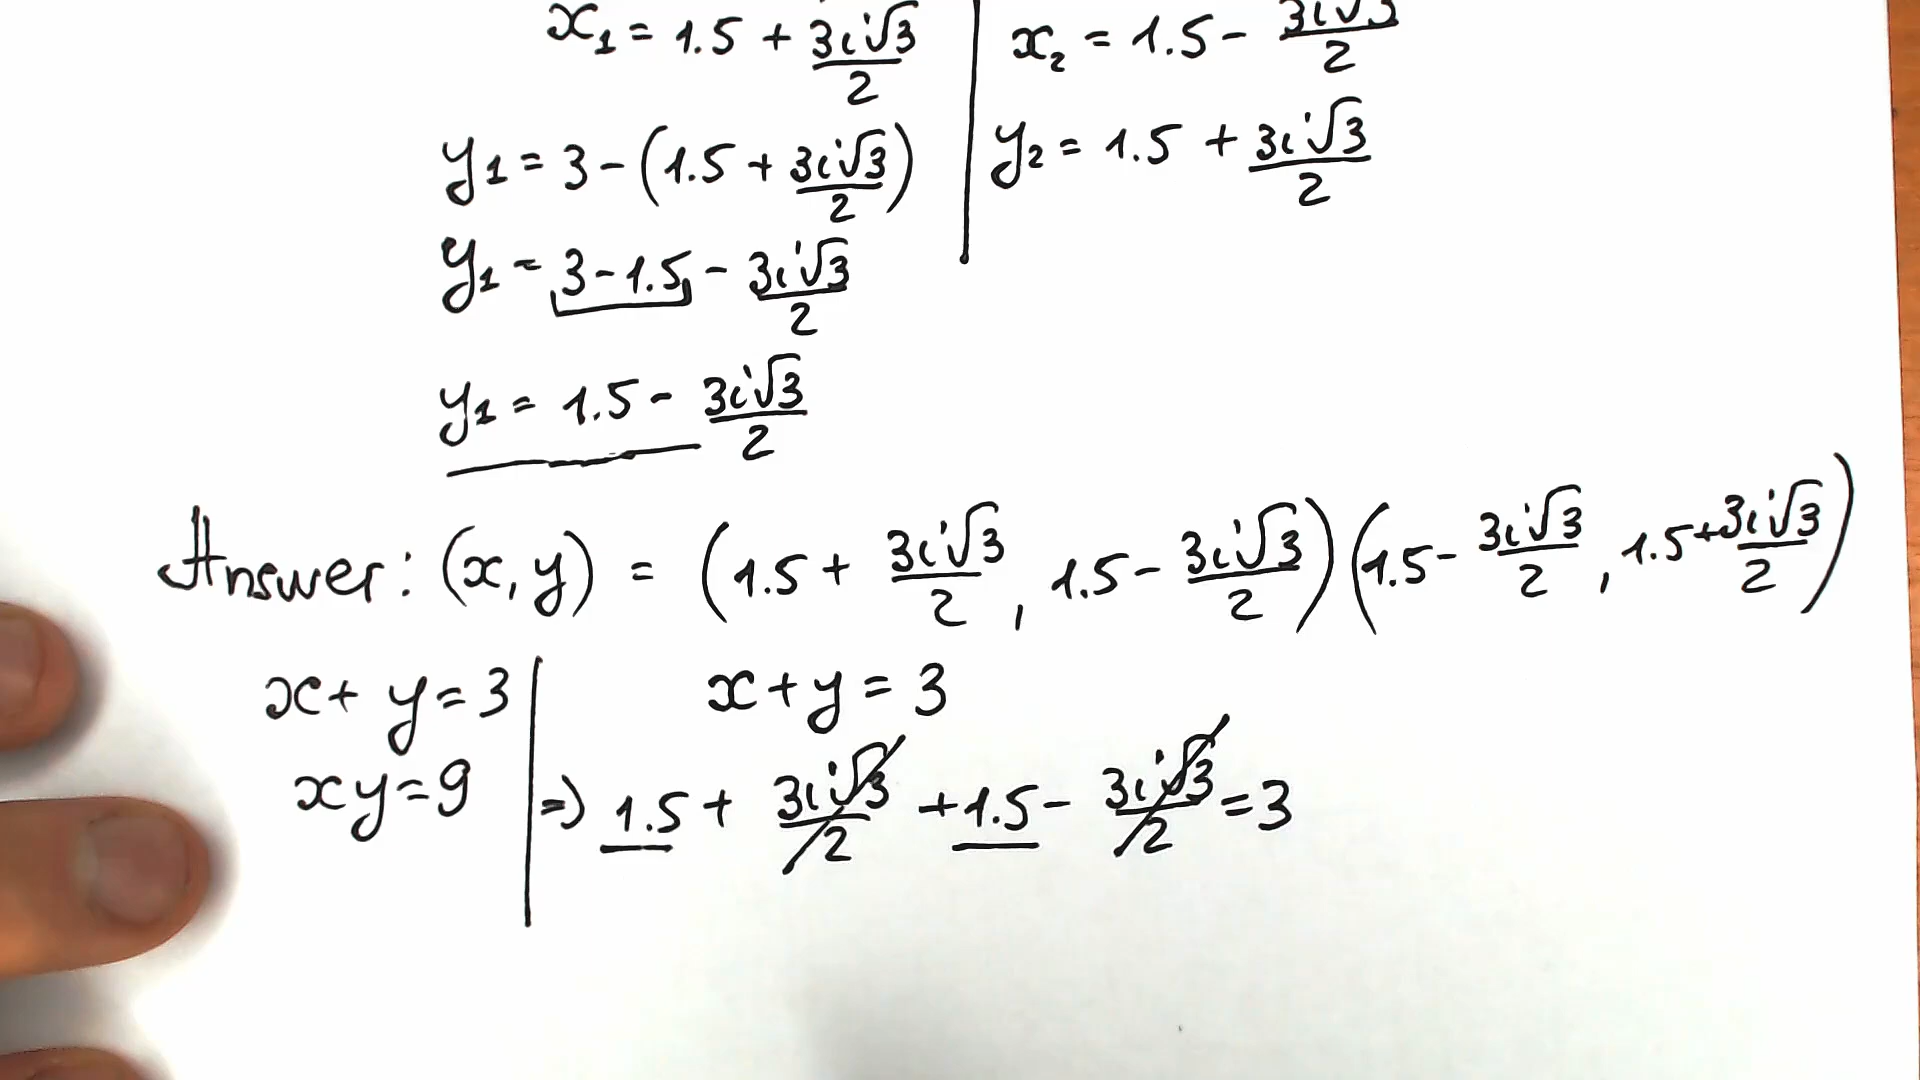 x₁ = 1.5 + 3i√3/2
y₁ = 3 - (1.5 + 3i√3/2)
y₁ = 3 - 1.5 - 3i√3/2
y₁ = 1.5 - 3i√3/2
x₂ = 1.5 - 3i√3/2
y₂ = 1.5 + 3i√3/2
Answer: (x, y) = (1.5 + 3i√3/2, 1.5 - 3i√3/2) (1.5 - 3i√3/2, 1.5 + 3i√3/2)
x + y = 3
xy = 9
x + y = 3
⇒ 1.5 + 3i√3/2 + 1.5 - 3i√3/2 = 3